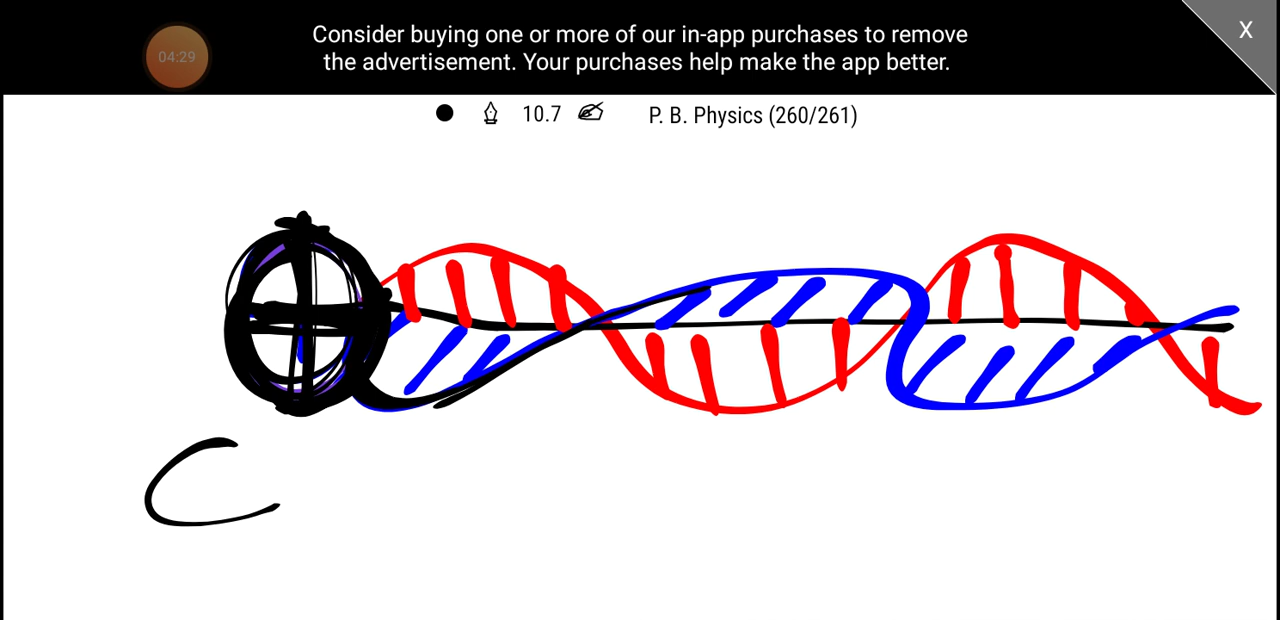 Consider buying one or more of our in-app purchases to remove
the advertisement. Your purchases help make the app better.
X
04:29
10.7 P. B. Physics (260/261)
C